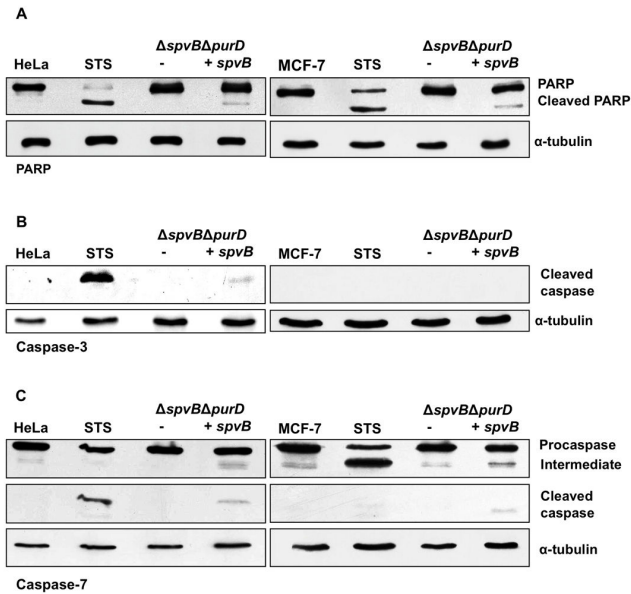 A
HeLa STS ΔspvBΔpurD MCF-7 STS ΔspvBΔpurD
- + spvB - + spvB
PARP
Cleaved PARP
α-tubulin
PARP
B
HeLa STS ΔspvBΔpurD MCF-7 STS ΔspvBΔpurD
- + spvB - + spvB
Cleaved
caspase
α-tubulin
Caspase-3
C
HeLa STS ΔspvBΔpurD MCF-7 STS ΔspvBΔpurD
- + spvB - + spvB
Procaspase
Intermediate
Cleaved
caspase
α-tubulin
Caspase-7